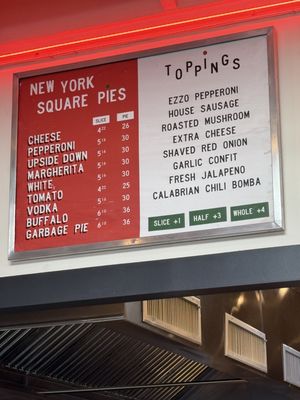 NEW YORK
SQUARE PIES
SLICE PIE
CHEESE 4²⁵ 26
PEPPERONI 30
UPSIDE DOWN 30
MARGHERITA 30
WHITE 30
TOMATO 25
VODKA 30
BUFFALO 36
GARBAGE PIE 36
TOPPINGS
EZZO PEPPERONI
HOUSE SAUSAGE
ROASTED MUSHROOM
EXTRA CHEESE
SHAVED RED ONION
GARLIC CONFIT
FRESH JALAPENO
CALABRIAN CHILI BOMBA
SLICE +1 HALF +3 WHOLE +4